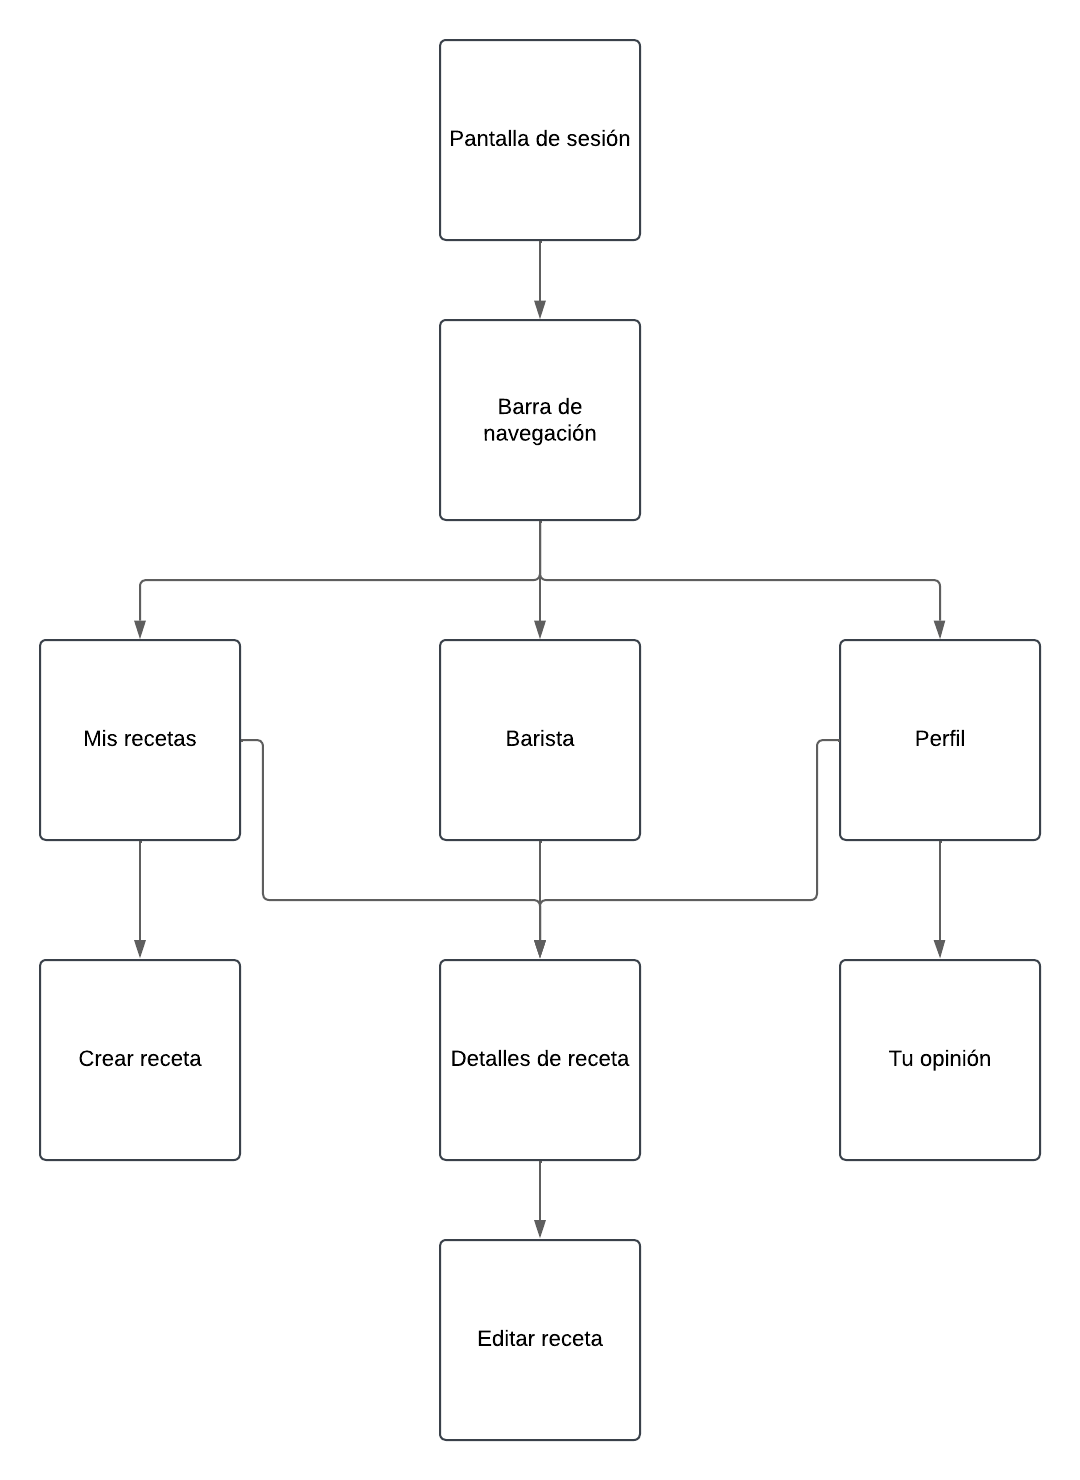 Pantalla de sesión
Barra de
navegación
Mis recetas
Barista
Perfil
Crear receta
Detalles de receta
Tu opinión
Editar receta